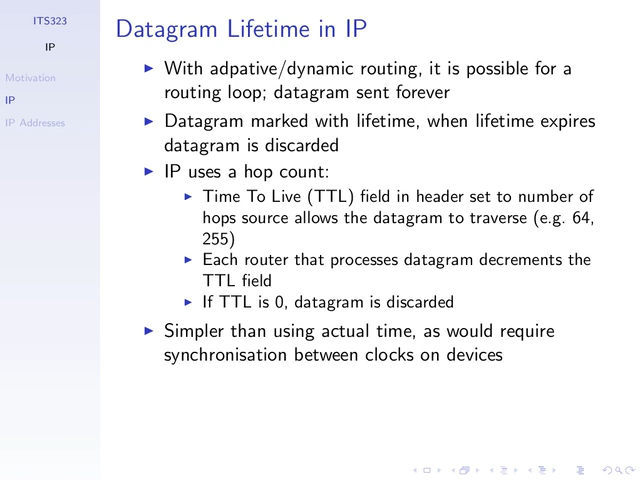 ITS323
IP
Motivation
IP
IP Addresses
Datagram Lifetime in IP
With adpative/dynamic routing, it is possible for a
routing loop; datagram sent forever
Datagram marked with lifetime, when lifetime expires
datagram is discarded
IP uses a hop count:
Time To Live (TTL) field in header set to number of
hops source allows the datagram to traverse (e.g. 64,
255)
Each router that processes datagram decrements the
TTL field
If TTL is 0, datagram is discarded
Simpler than using actual time, as would require
synchronisation between clocks on devices